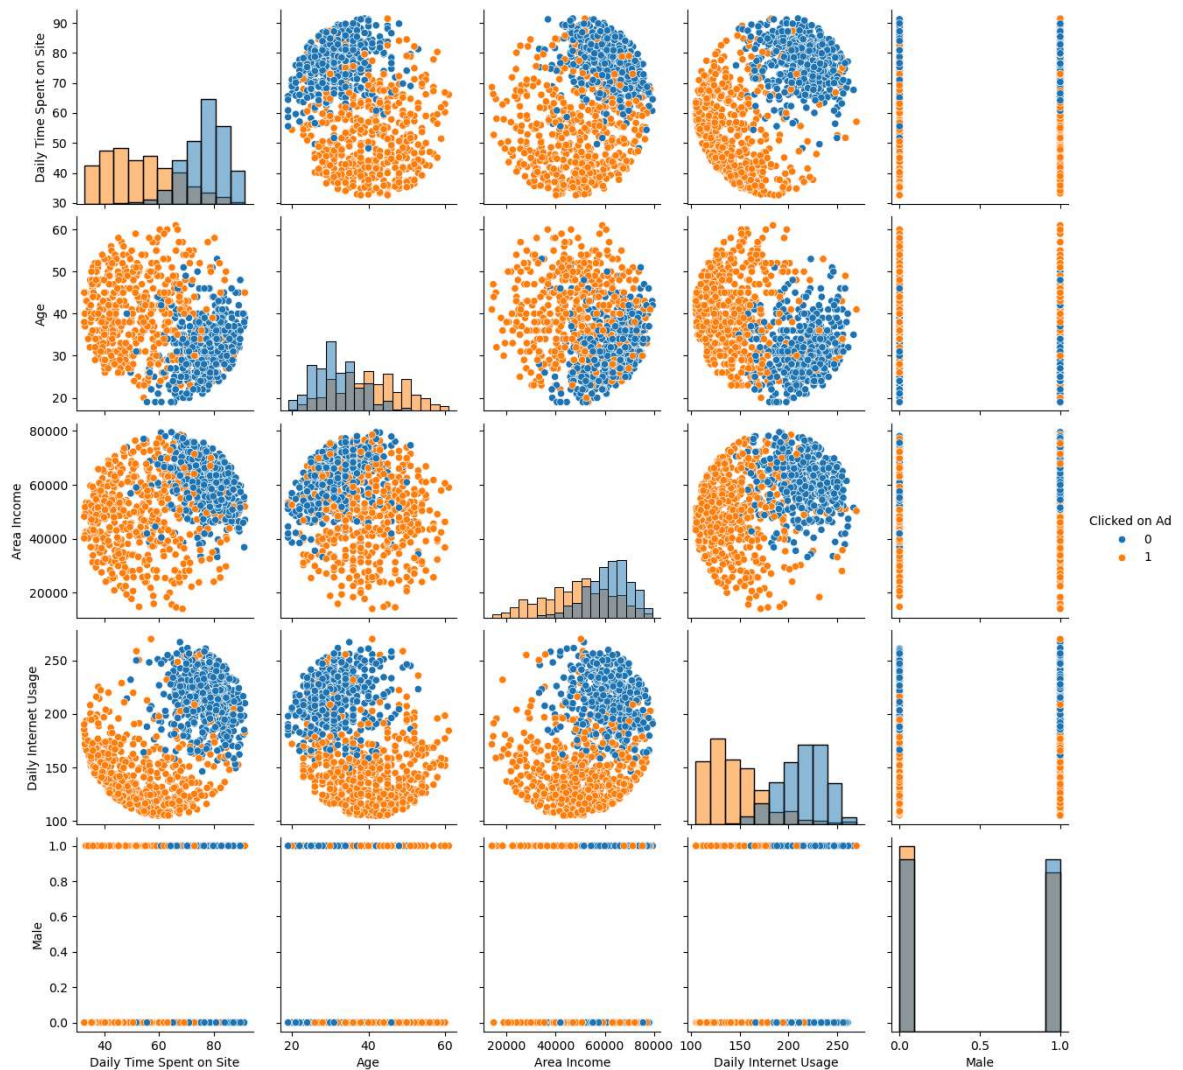 90
80
70
60
50
40
30
Daily Time Spent on Site
60
50
40
30
20
Age
80000
60000
40000
20000
Area Income
Clicked on Ad
0
1
250
200
150
100
Daily Internet Usage
1.0
0.8
0.6
0.4
0.2
0.0
Male
40 60 80
Daily Time Spent on Site
20 40 60
Age
20000 40000 60000 80000
Area Income
100 150 200 250
Daily Internet Usage
0.0 0.5 1.0
Male